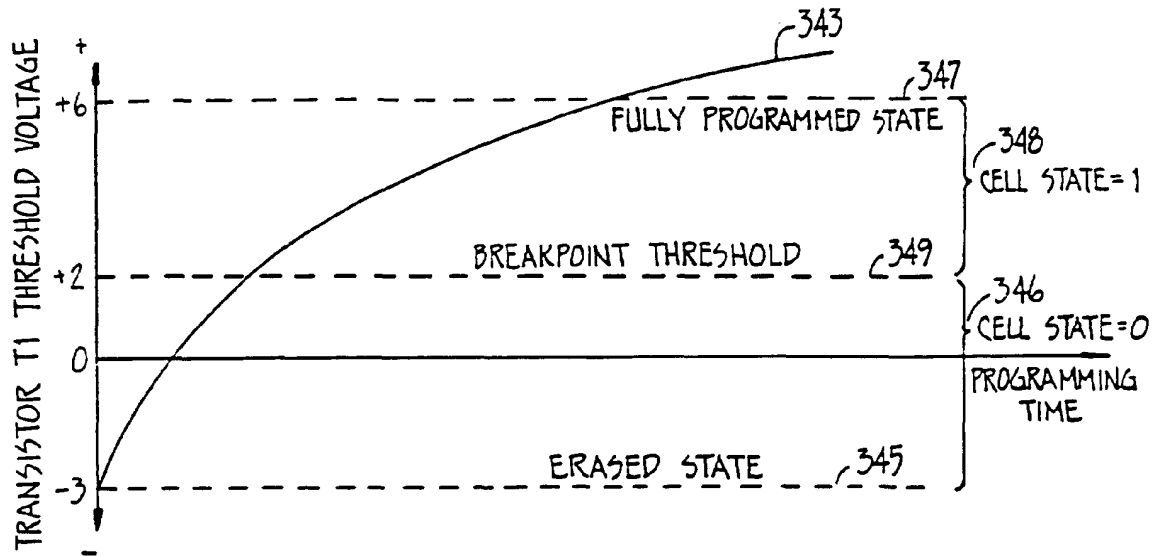 TRANSISTOR T1 THRESHOLD VOLTAGE
+
343
+6
347
FULLY PROGRAMMED STATE
348
CELL STATE=1
BREAKPOINT THRESHOLD
349
+2
346
CELL STATE=0
0
PROGRAMMING
TIME
ERASED STATE
345
-3
-